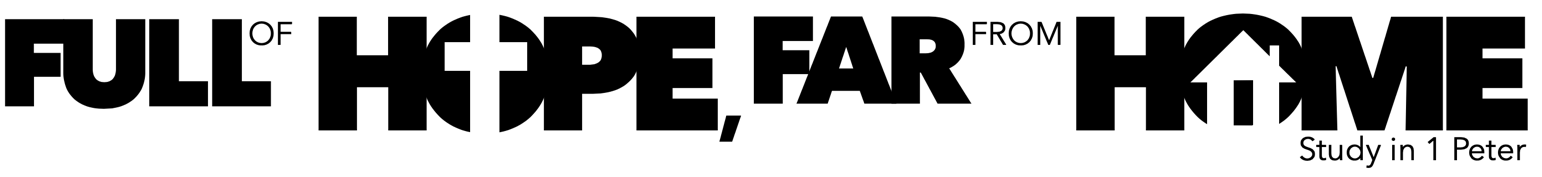 FULL OF HOPE, FAR FROM HOME
Study in 1 Peter